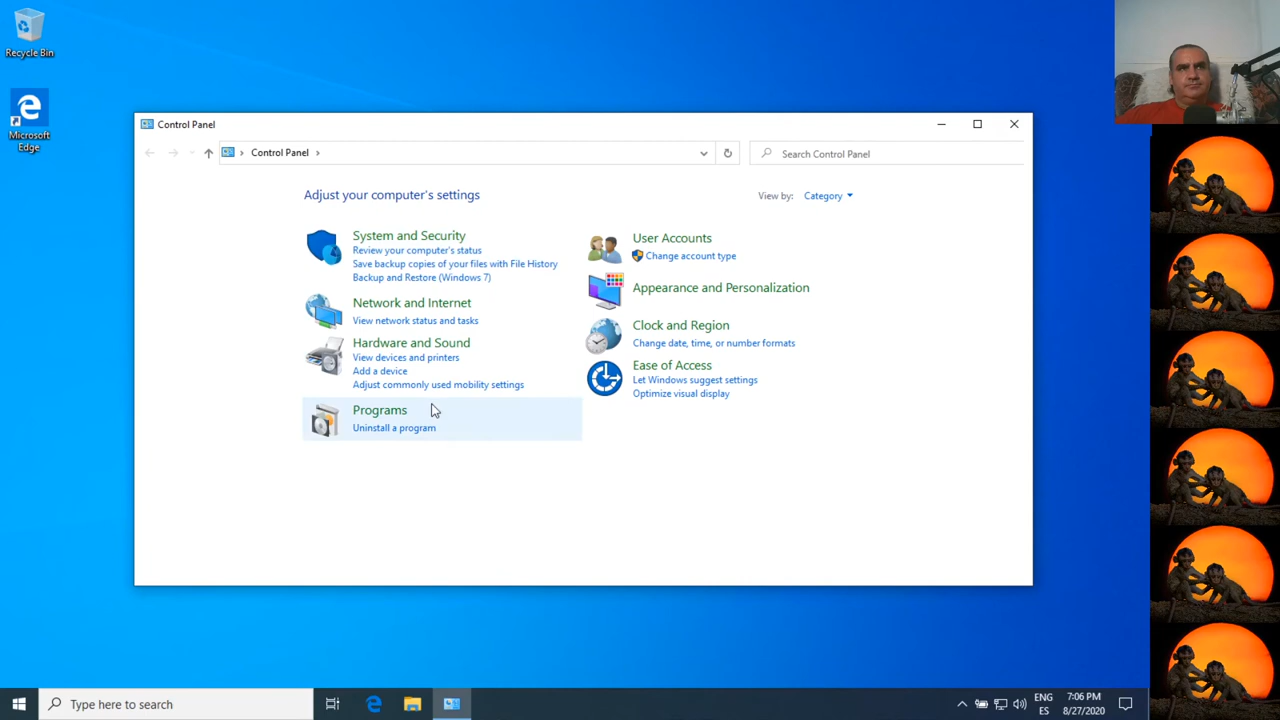 Recycle Bin
Microsoft
Edge
Control Panel
Control Panel
Search Control Panel
Adjust your computer's settings
View by: Category
System and Security
Review your computer's status
Save backup copies of your files with File History
Backup and Restore (Windows 7)
Network and Internet
View network status and tasks
Hardware and Sound
View devices and printers
Add a device
Adjust commonly used mobility settings
Programs
Uninstall a program
User Accounts
Change account type
Appearance and Personalization
Clock and Region
Change date, time, or number formats
Ease of Access
Let Windows suggest settings
Optimize visual display
Type here to search
ENG
ES
7:06 PM
8/27/2020